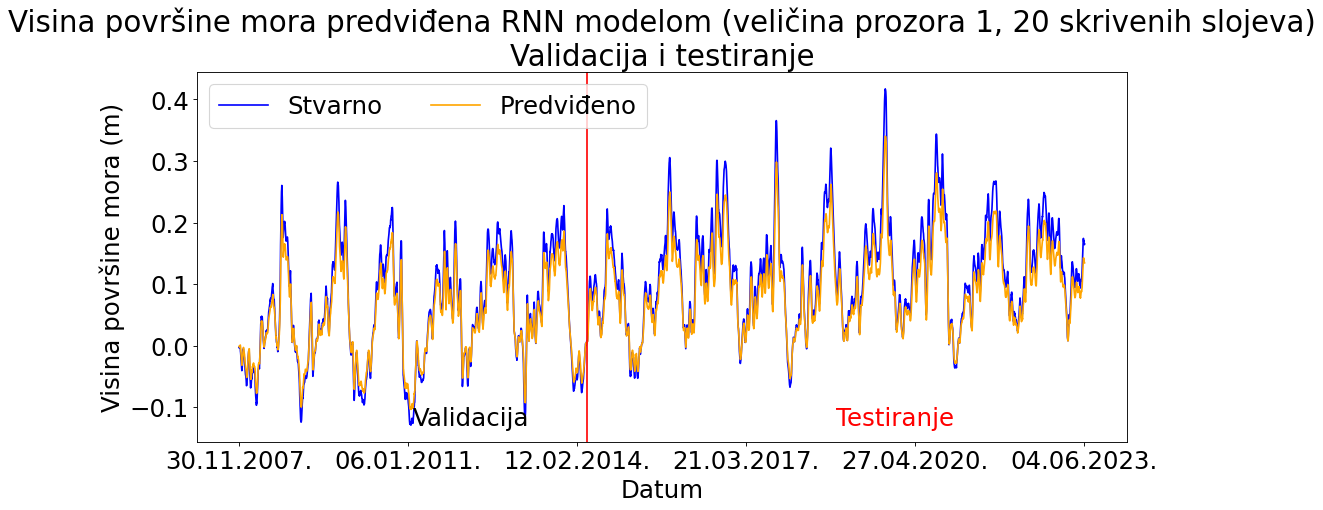 Visina površine mora predviđena RNN modelom (veličina prozora 1, 20 skrivenih slojeva)
Validacija i testiranje
Stvarno Predviđeno
Visina površine mora (m)
0.4
0.3
0.2
0.1
0.0
−0.1
Validacija Testiranje
30.11.2007. 06.01.2011. 12.02.2014. 21.03.2017. 27.04.2020. 04.06.2023.
Datum